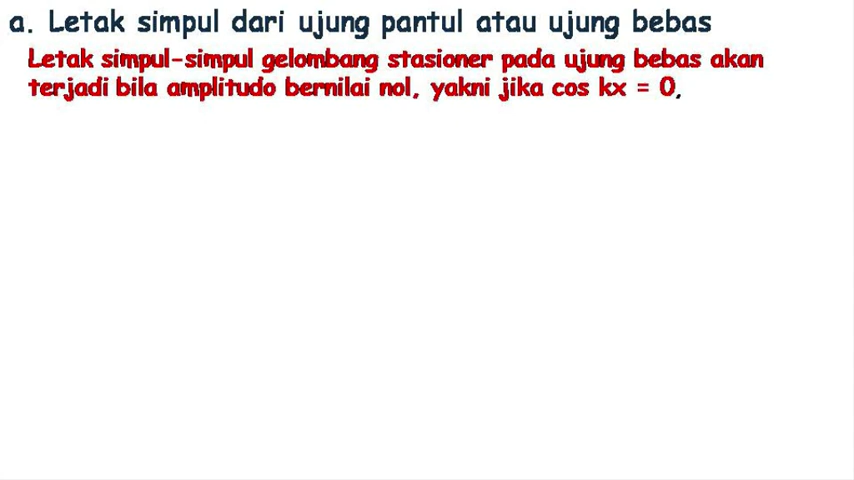 a. Letak simpul dari ujung pantul atau ujung bebas
Letak simpul-simpul gelombang stasioner pada ujung bebas akan
terjadi bila amplitudo bernilai nol, yakni jika cos kx = 0,